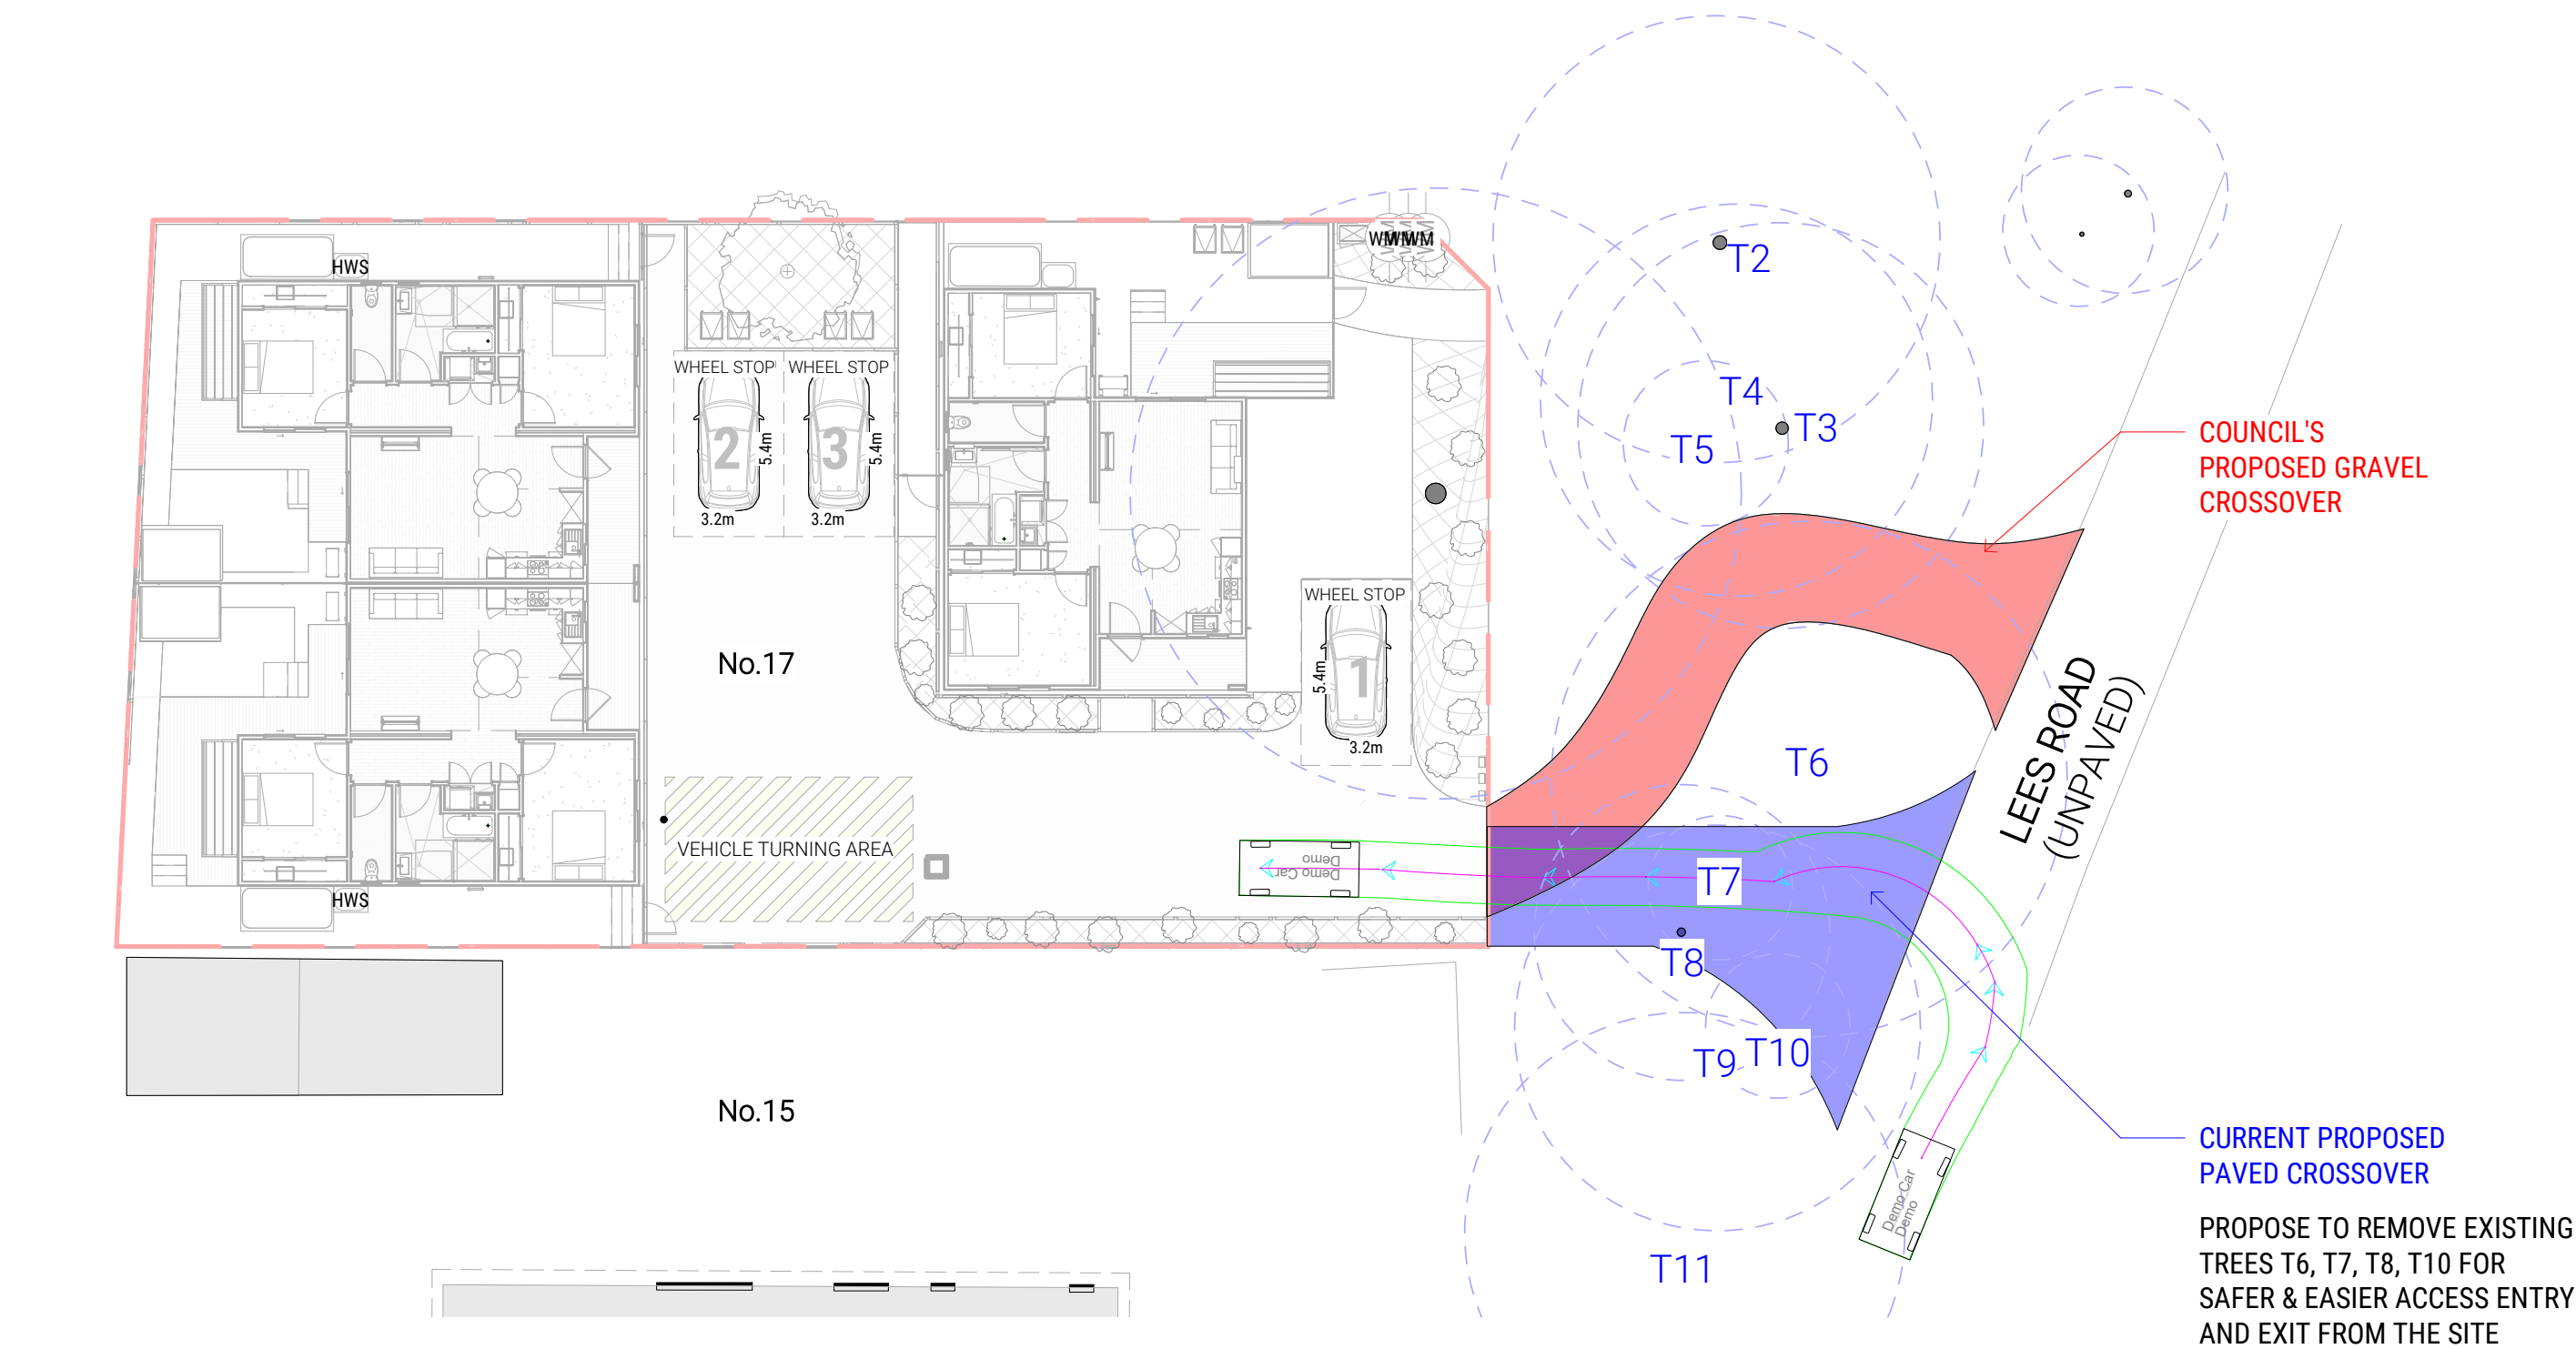 T2
WMWMWM
HWS
WHEEL STOP
WHEEL STOP
T4
T3
T5
COUNCIL'S
PROPOSED GRAVEL
CROSSOVER
2
5.4m
3
5.4m
3.2m
3.2m
WHEEL STOP
No.17
1
5.4m
3.2m
T6
LEES ROAD
(UNPAVED)
VEHICLE TURNING AREA
Demo Car
Demo
T7
HWS
T8
T9
T10
No.15
CURRENT PROPOSED
PAVED CROSSOVER
Demo Car
Demo
PROPOSE TO REMOVE EXISTING
TREES T6, T7, T8, T10 FOR
SAFER & EASIER ACCESS ENTRY
AND EXIT FROM THE SITE
T11